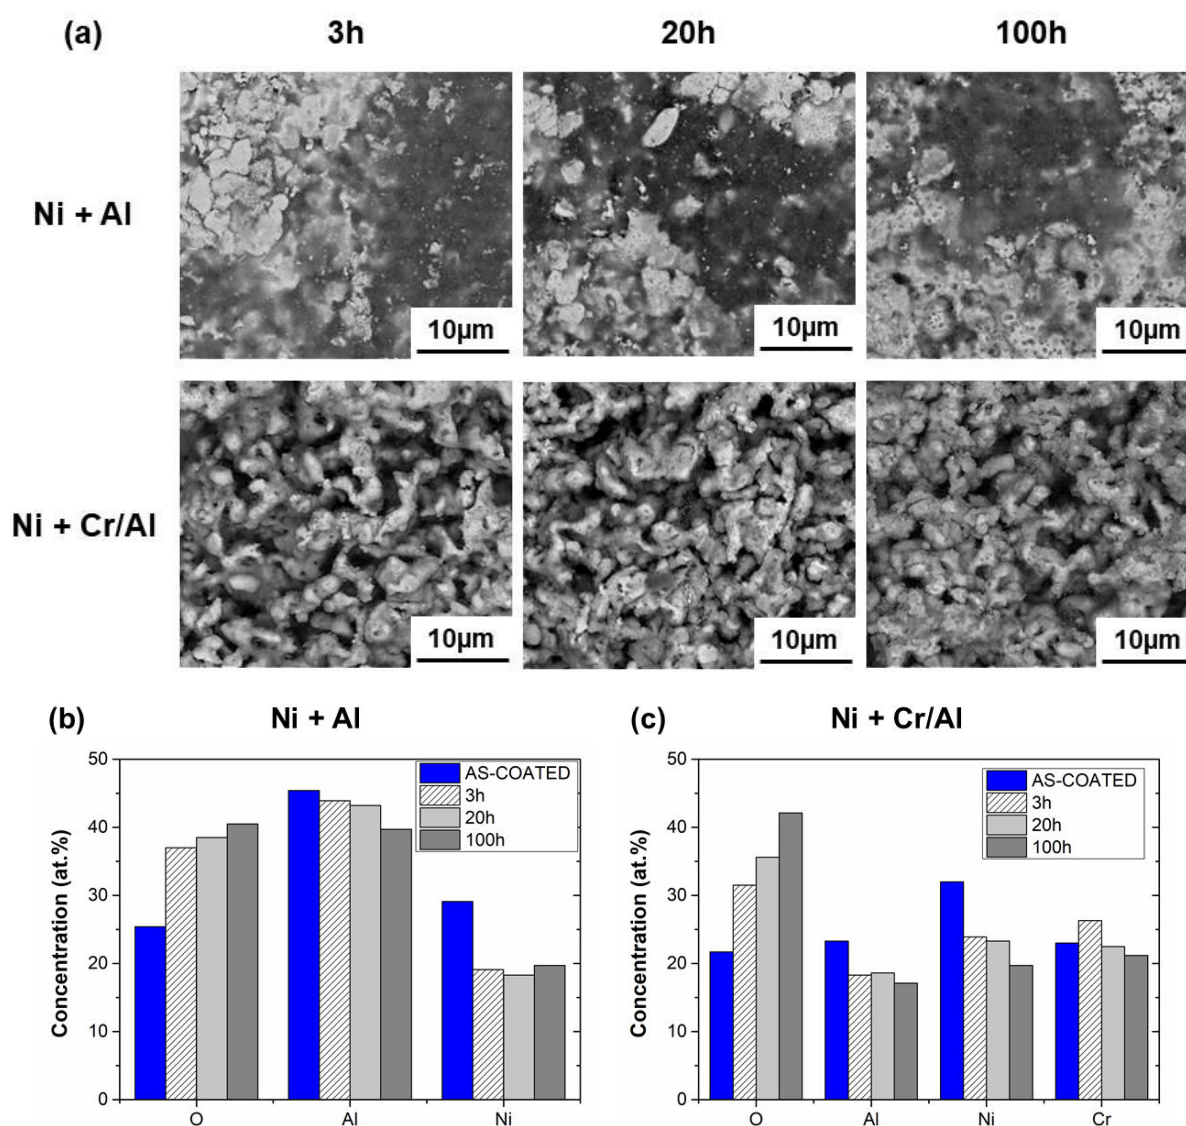 (a) 3h 20h 100h
Ni + Al
10μm 10μm 10μm
Ni + Cr/Al
10μm 10μm 10μm
(b) Ni + Al
50
40
30
20
10
0
Concentration (at.%)
AS-COATED
3h
20h
100h
O Al Ni
(c) Ni + Cr/Al
50
40
30
20
10
0
Concentration (at.%)
AS-COATED
3h
20h
100h
O Al Ni Cr